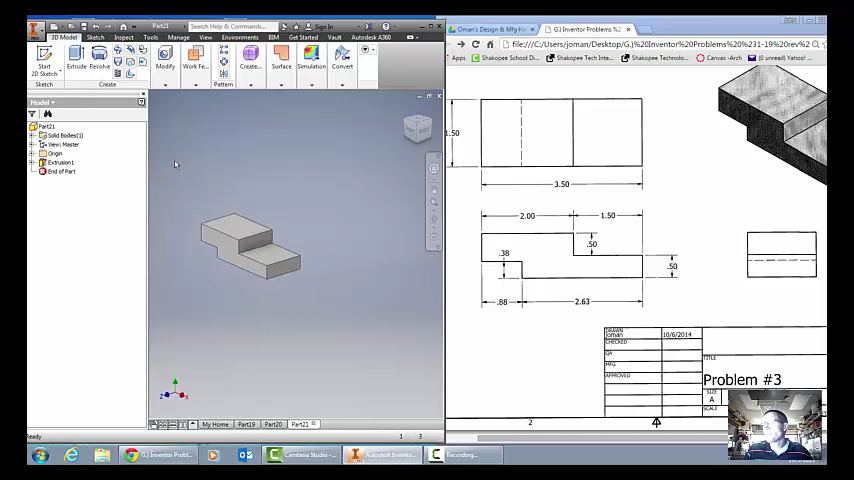 Part21
Search Help & Commands...
Sign In
PRO
3D Model Sketch Inspect Tools Manage View Environments BIM Get Started Vault Autodesk A360
Start
2D Sketch
Extrude Revolve
Modify
Work Fe...
Create...
Surface
Simulation
Convert
Sketch
Create
Pattern
Model
Part21
Solid Bodies(1)
View: Master
Origin
Extrusion1
End of Part
My Home Part19 Part20 Part21
Ready
1 3
Oman's Design & Mfg H
G.) Inventor Problems %
file:///C:/Users/joman/Desktop/G.)%20Inventor%20Problems%20%231-19%20rev
Apps Shakopee School Di... Shakopee Tech Inte... Canvas -Arch (0 unread) Yahoo!
1.50
3.50
2.00 1.50
.50
.38
.50
.88 2.63
DRAWN
joman 10/6/2014
CHECKED
QA
MFG
APPROVED
TITLE
Problem #3
SIZE
A
SCALE
2
G.) Inventor Probl...
Camtasia Studio -...
Autodesk Invento...
Recording...